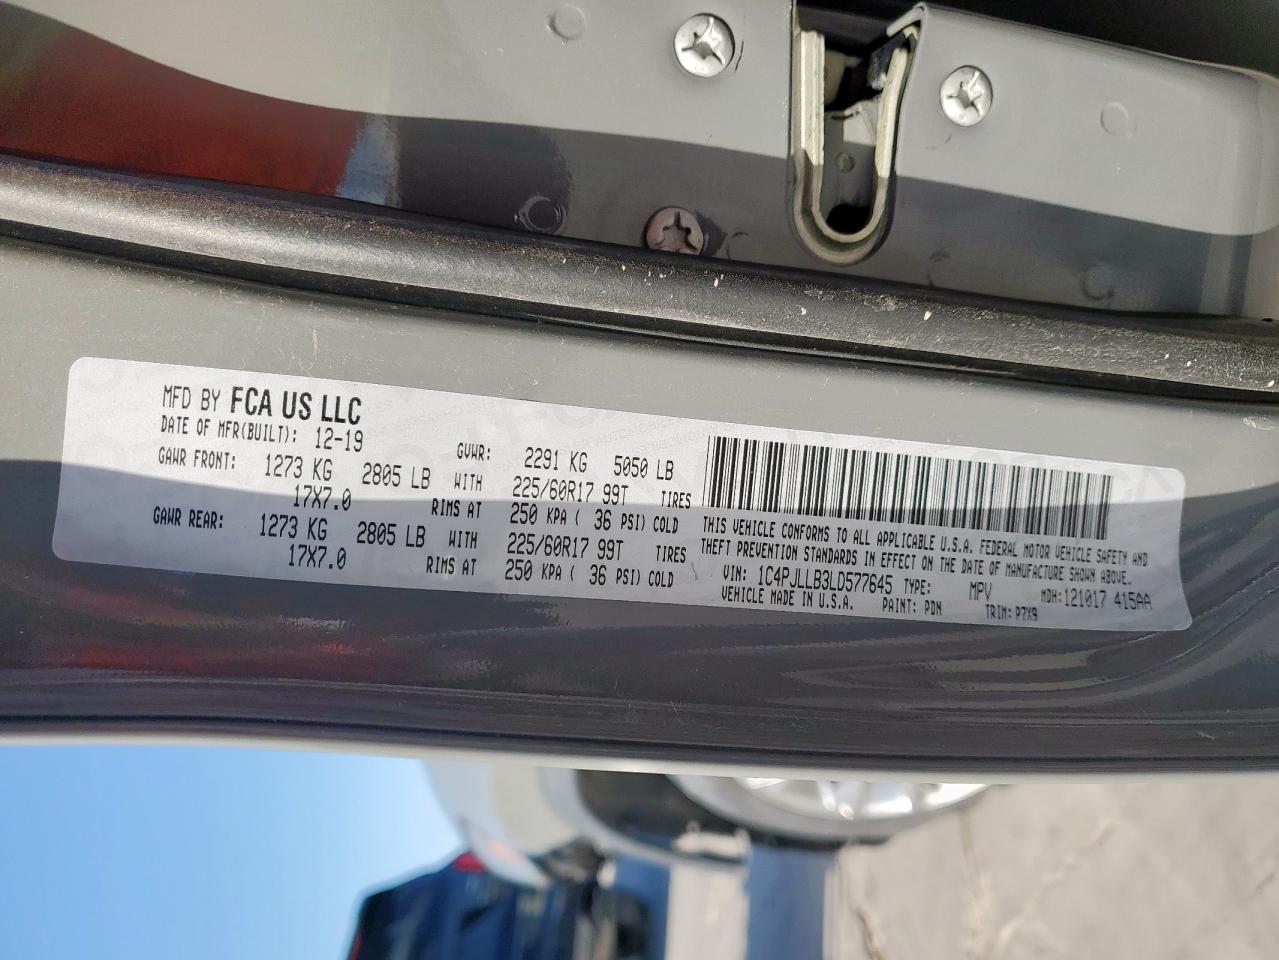 MFD BY FCA US LLC
DATE OF MFR(BUILT): 12-19
GVWR: 2291 KG 5050 LB
GAWR FRONT: 1273 KG 2805 LB WITH 225/60R17 99T TIRES
17X7.0 RIMS AT 250 KPA ( 36 PSI) COLD
GAWR REAR: 1273 KG 2805 LB WITH 225/60R17 99T TIRES
17X7.0 RIMS AT 250 KPA ( 36 PSI) COLD
THIS VEHICLE CONFORMS TO ALL APPLICABLE U.S.A. FEDERAL MOTOR VEHICLE SAFETY AND
THEFT PREVENTION STANDARDS IN EFFECT ON THE DATE OF MANUFACTURE SHOWN ABOVE.
VIN: 1C4PJLLB3LD577645 TYPE: MPV MDH:121017 415AA
VEHICLE MADE IN U.S.A. PAINT: PDN TRIM: P7X9